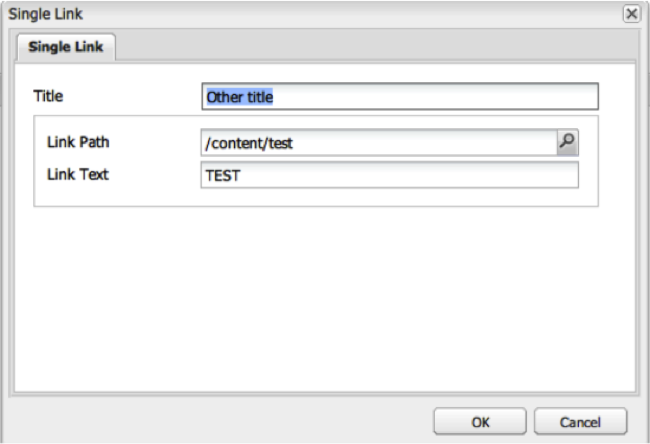 Single Link
Single Link
Title Other title
Link Path /content/test
Link Text TEST
OK Cancel